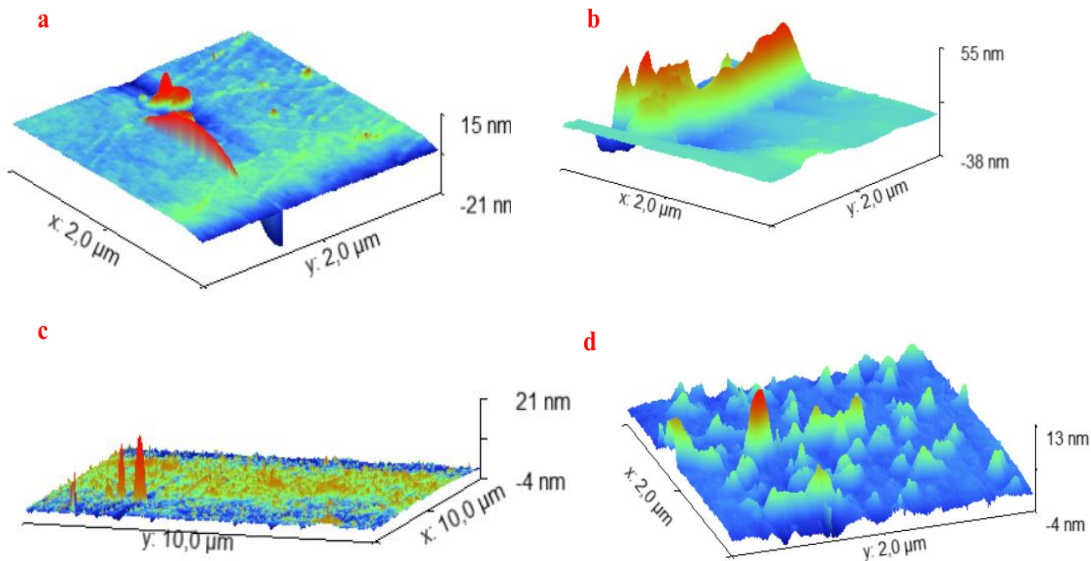 a
15 nm
-21 nm
x: 2,0 µm
y: 2,0 µm
b
55 nm
-38 nm
x: 2,0 µm
y: 2,0 µm
c
21 nm
-4 nm
y: 10,0 µm
x: 10,0 µm
d
13 nm
-4 nm
x: 2,0 µm
y: 2,0 µm